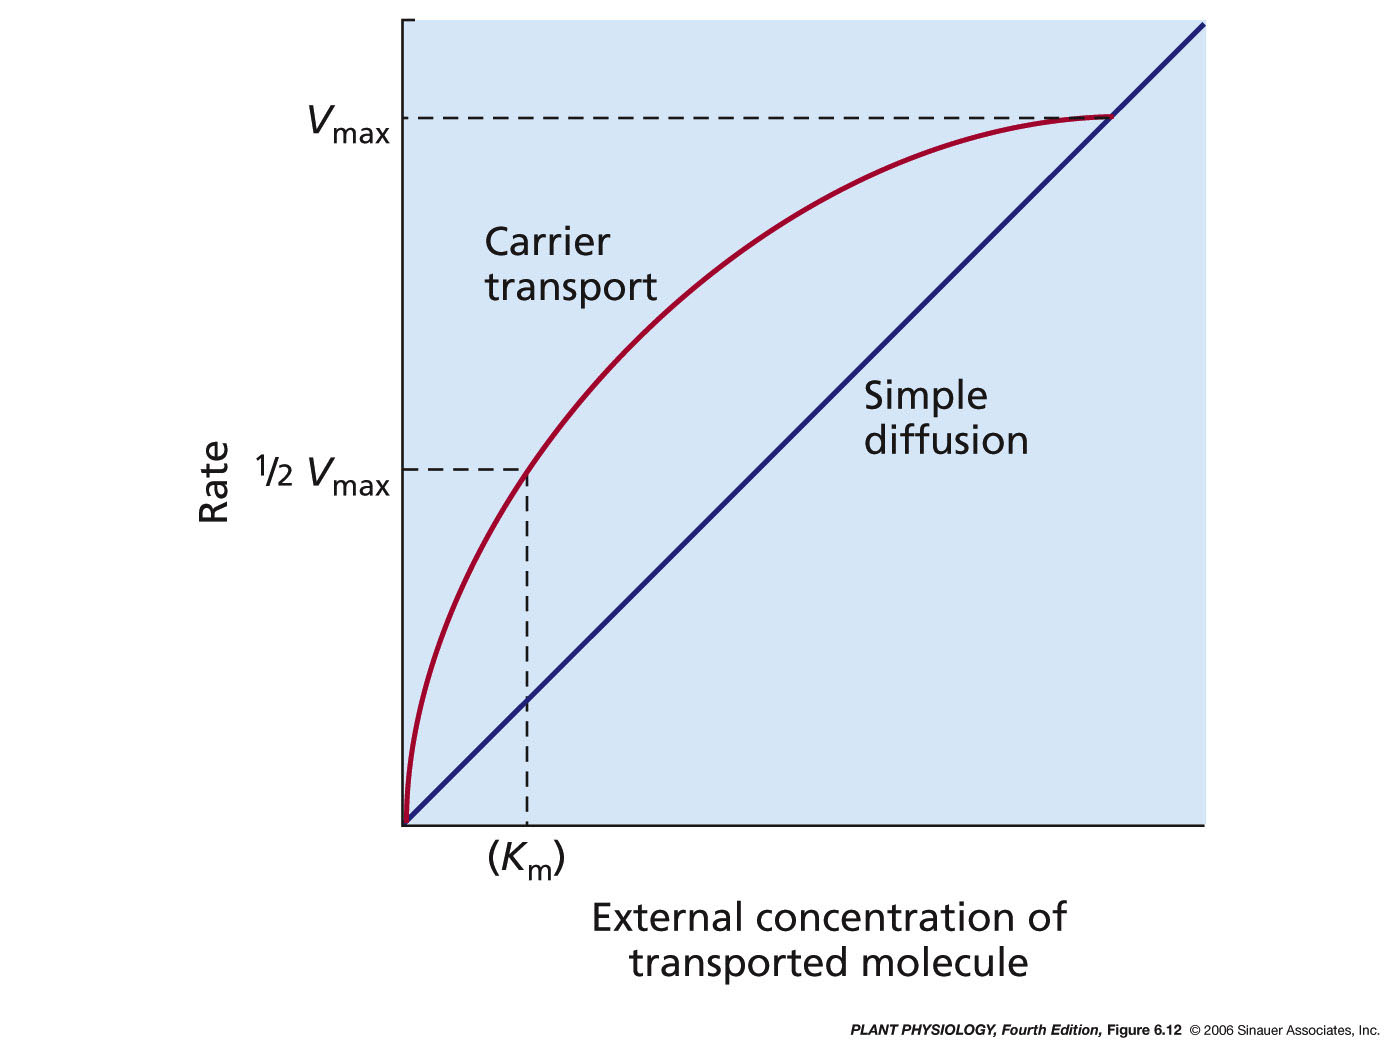 Vmax
Carrier
transport
Simple
diffusion
Rate
1/2 Vmax
(Km)
External concentration of
transported molecule
PLANT PHYSIOLOGY, Fourth Edition, Figure 6.12 © 2006 Sinauer Associates, Inc.